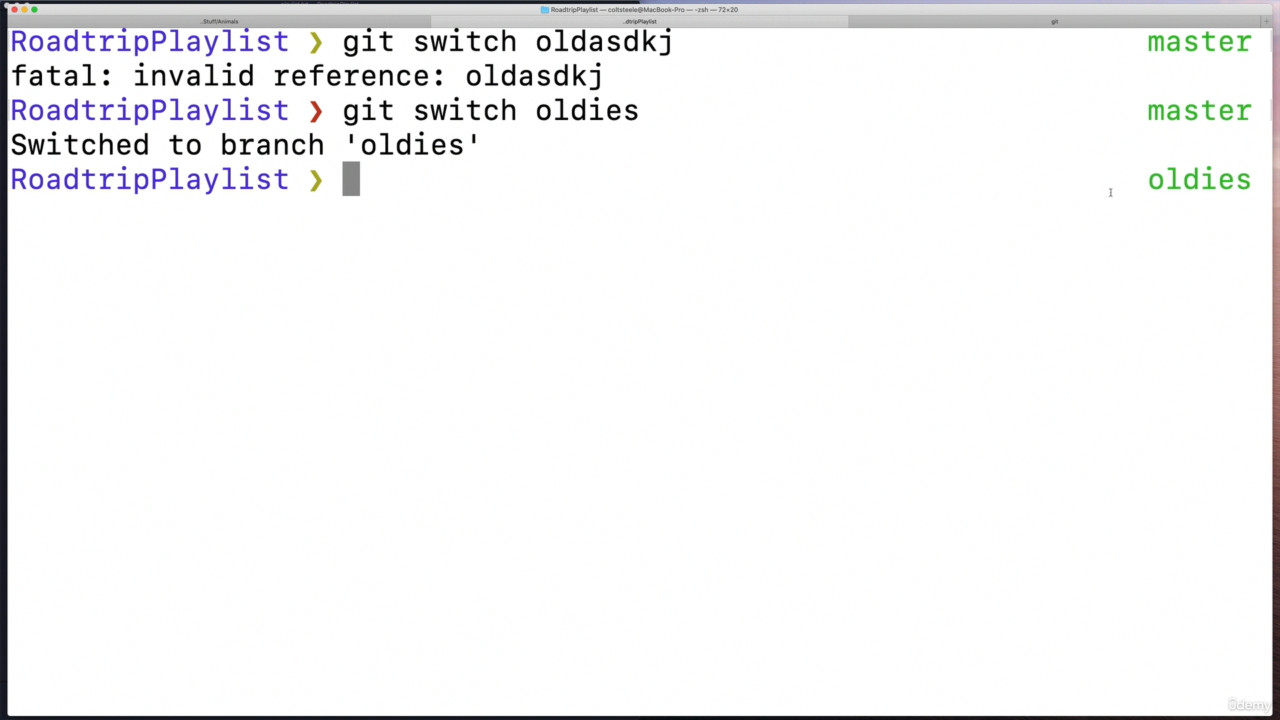 RoadtripPlaylist — coltsteele@MacBook-Pro — -zsh — 72×20
..Stuff/Animals
..dtripPlaylist
git
+
RoadtripPlaylist ❯ git switch oldasdkj master
fatal: invalid reference: oldasdkj
RoadtripPlaylist ❯ git switch oldies master
Switched to branch 'oldies'
RoadtripPlaylist ❯ oldies
ûdemy